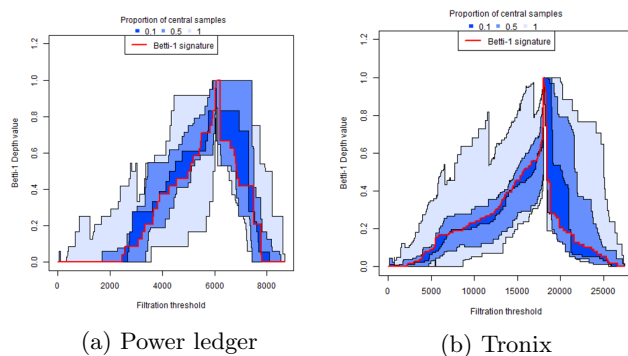 Proportion of central samples
0.1 0.5 1
Betti-1 signature
Betti-1 Depth value
0.0 0.2 0.4 0.6 0.8 1.0 1.2
0 2000 4000 6000 8000
Filtration threshold
(a) Power ledger
Proportion of central samples
0.1 0.5 1
Betti-1 signature
Betti-1 Depth value
0.0 0.2 0.4 0.6 0.8 1.0 1.2
0 5000 10000 15000 20000 25000
Filtration threshold
(b) Tronix